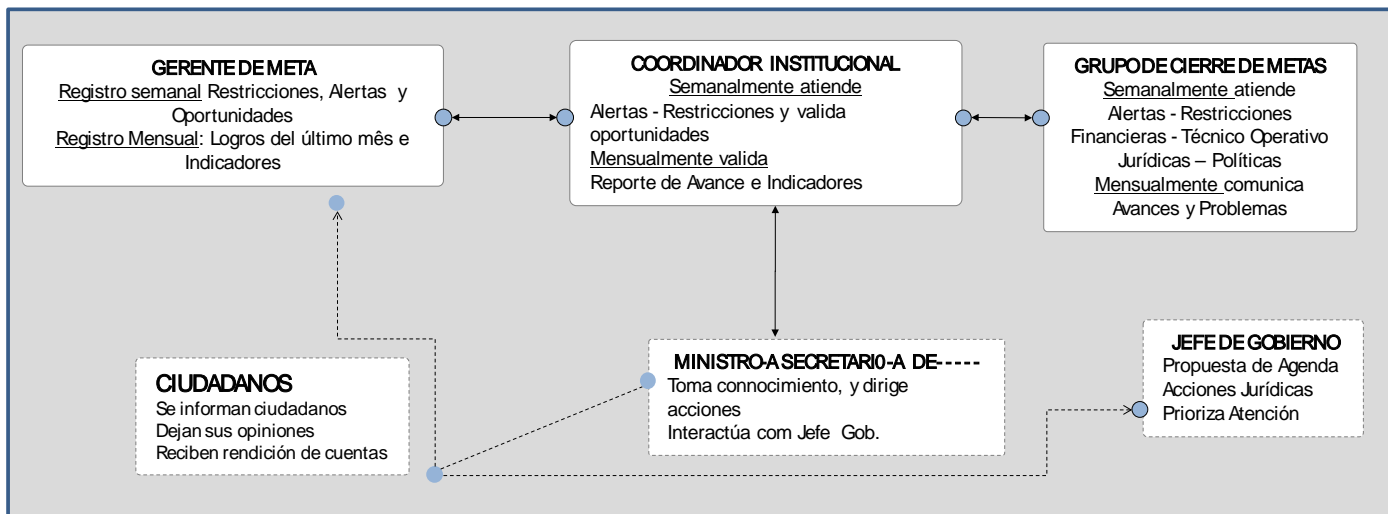 GERENTE DE META
Registro semanal Restricciones, Alertas y
Oportunidades
Registro Mensual: Logros del último mês e
Indicadores
COORDINADOR INSTITUCIONAL
Semanalmente atiende
Alertas - Restricciones y valida
oportunidades
Mensualmente valida
Reporte de Avance e Indicadores
GRUPO DE CIERRE DE METAS
Semanalmente atiende
Alertas - Restricciones
Financieras - Técnico Operativo
Jurídicas – Políticas
Mensualmente comunica
Avances y Problemas
CIUDADANOS
Se informan ciudadanos
Dejan sus opiniones
Reciben rendición de cuentas
MINISTRO-A SECRETARI0-A DE-----
Toma connocimiento, y dirige
acciones
Interactúa com Jefe Gob.
JEFE DE GOBIERNO
Propuesta de Agenda
Acciones Jurídicas
Prioriza Atención